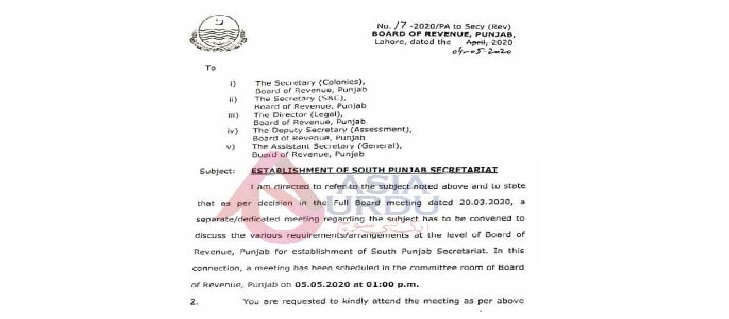 No. 17-2020/PA to Secy (Rev)
BOARD OF REVENUE, PUNJAB.
Lahore, dated the April, 2020
04-05-2020
To
i) The Secretary (Colonies),
Board of Revenue, Punjab
ii) The Secretary (S&C),
Board of Revenue, Punjab
iii) The Director (Legal),
Board of Revenue, Punjab
iv) The Deputy Secretary (Assessment),
Board of Revenue, Punjab
v) The Assistant Secretary (General),
Board of Revenue, Punjab
Subject: ESTABLISHMENT OF SOUTH PUNJAB SECRETARIAT
I am directed to refer to the subject noted above and to state
that as per decision in the Full Board meeting dated 20.03.2020, a
separate/dedicated meeting regarding the subject has to be convened to
discuss the various requirements/arrangements at the level of Board of
Revenue, Punjab for establishment of South Punjab Secretariat. In this
connection, a meeting has been scheduled in the committee room of Board
of Revenue, Punjab on 05.05.2020 at 01:00 p.m.
2. You are requested to kindly attend the meeting as per above
ASIA
URDU